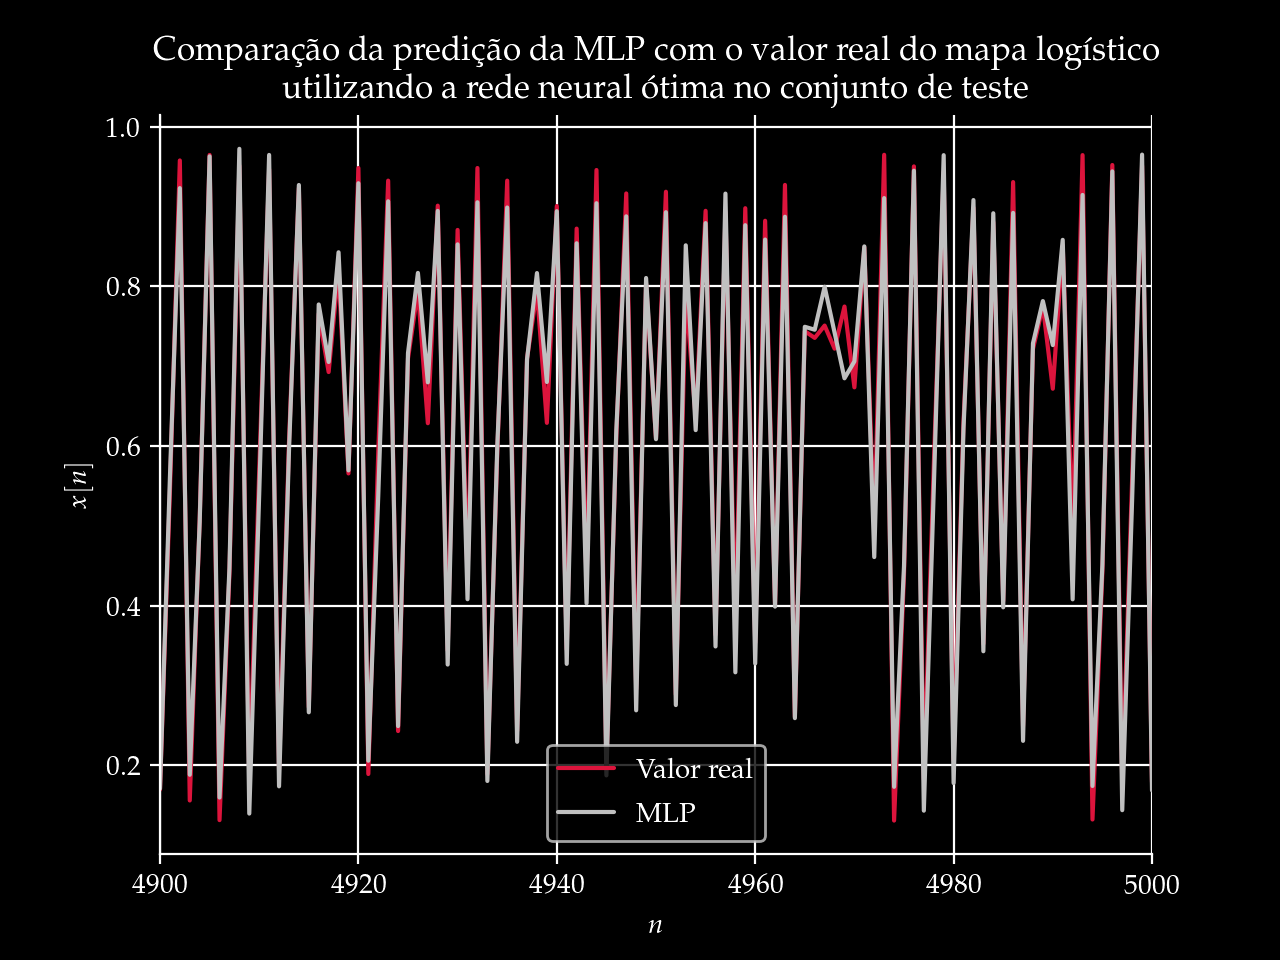 Comparação da predição da MLP com o valor real do mapa logístico
utilizando a rede neural ótima no conjunto de teste
1.0
0.8
0.6
0.4
0.2
x[n]
Valor real
MLP
4900 4920 4940 4960 4980 5000
n